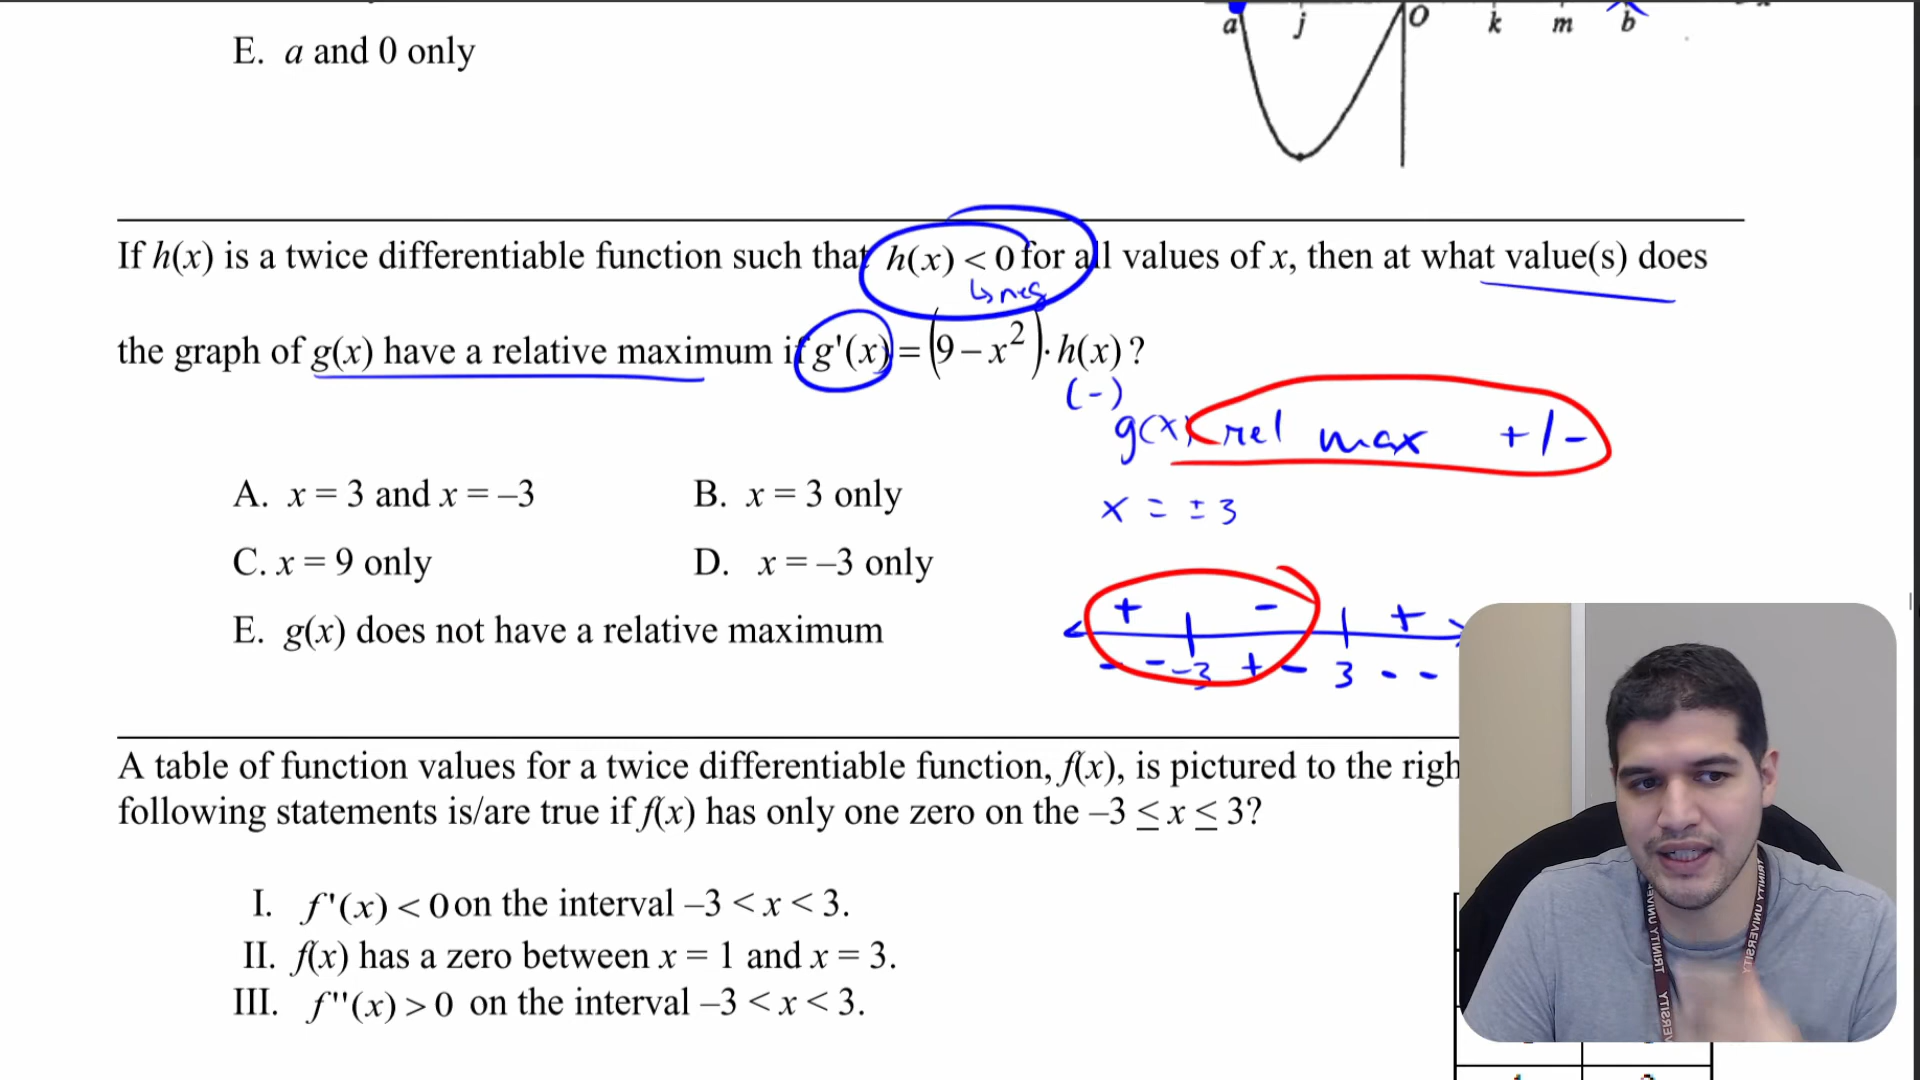 E. a and 0 only
a j O k m b
If h(x) is a twice differentiable function such that h(x) < 0 for all values of x, then at what value(s) does
↳ neg
the graph of g(x) have a relative maximum if g'(x) = (9 – x²) · h(x)?
(-)
g(x) rel max +/-
A. x = 3 and x = –3
B. x = 3 only
x = ±3
C. x = 9 only
D. x = –3 only
+ - +
E. g(x) does not have a relative maximum
- - -3 + - 3 - -
A table of function values for a twice differentiable function, f(x), is pictured to the righ
following statements is/are true if f(x) has only one zero on the –3 ≤ x ≤ 3?
I. f'(x) < 0 on the interval –3 < x < 3.
II. f(x) has a zero between x = 1 and x = 3.
III. f''(x) > 0 on the interval –3 < x < 3.
TRINITY UNIVE
TRINITY UNIVERSITY
VERSITY